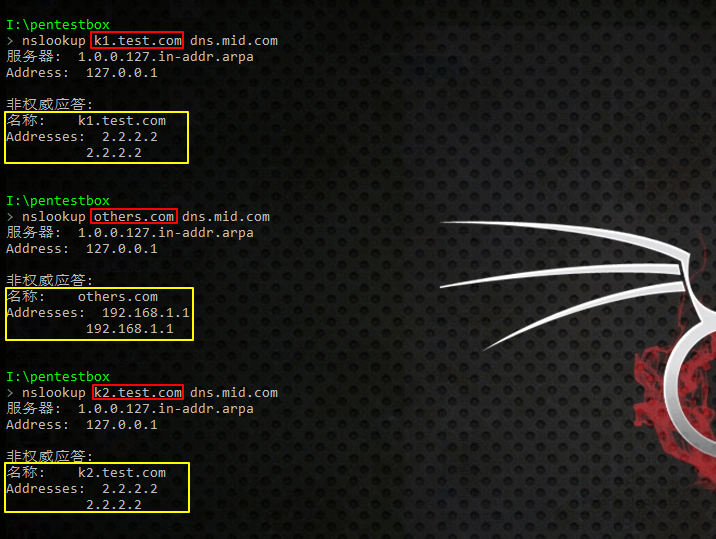 I:\pentestbox
> nslookup k1.test.com dns.mid.com
服务器:  1.0.0.127.in-addr.arpa
Address:  127.0.0.1
非权威应答:
名称:    k1.test.com
Addresses:  2.2.2.2
2.2.2.2
I:\pentestbox
> nslookup others.com dns.mid.com
服务器:  1.0.0.127.in-addr.arpa
Address:  127.0.0.1
非权威应答:
名称:    others.com
Addresses:  192.168.1.1
192.168.1.1
I:\pentestbox
> nslookup k2.test.com dns.mid.com
服务器:  1.0.0.127.in-addr.arpa
Address:  127.0.0.1
非权威应答:
名称:    k2.test.com
Addresses:  2.2.2.2
2.2.2.2